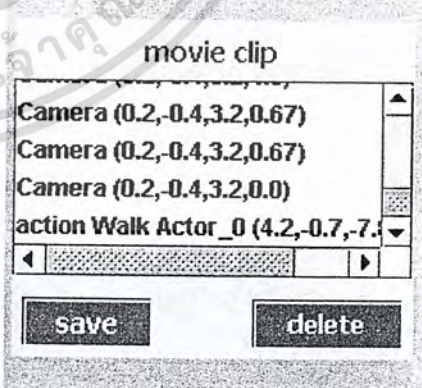 movie clip
Camera (0.2,-0.4,3.2,0.67)
Camera (0.2,-0.4,3.2,0.67)
Camera (0.2,-0.4,3.2,0.0)
action Walk Actor_0 (4.2,-0.7,-7.
save delete